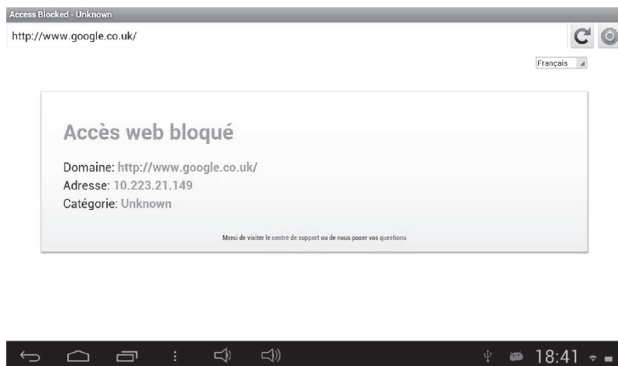 Access Blocked - Unknown
http://www.google.co.uk/
Français
Accès web bloqué
Domaine: http://www.google.co.uk/
Adresse: 10.223.21.149
Catégorie: Unknown
Merci de visiter le centre de support ou de nous poser vos questions
18:41